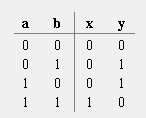 a b x y
0 0 0 0
0 1 0 1
1 0 0 1
1 1 1 0